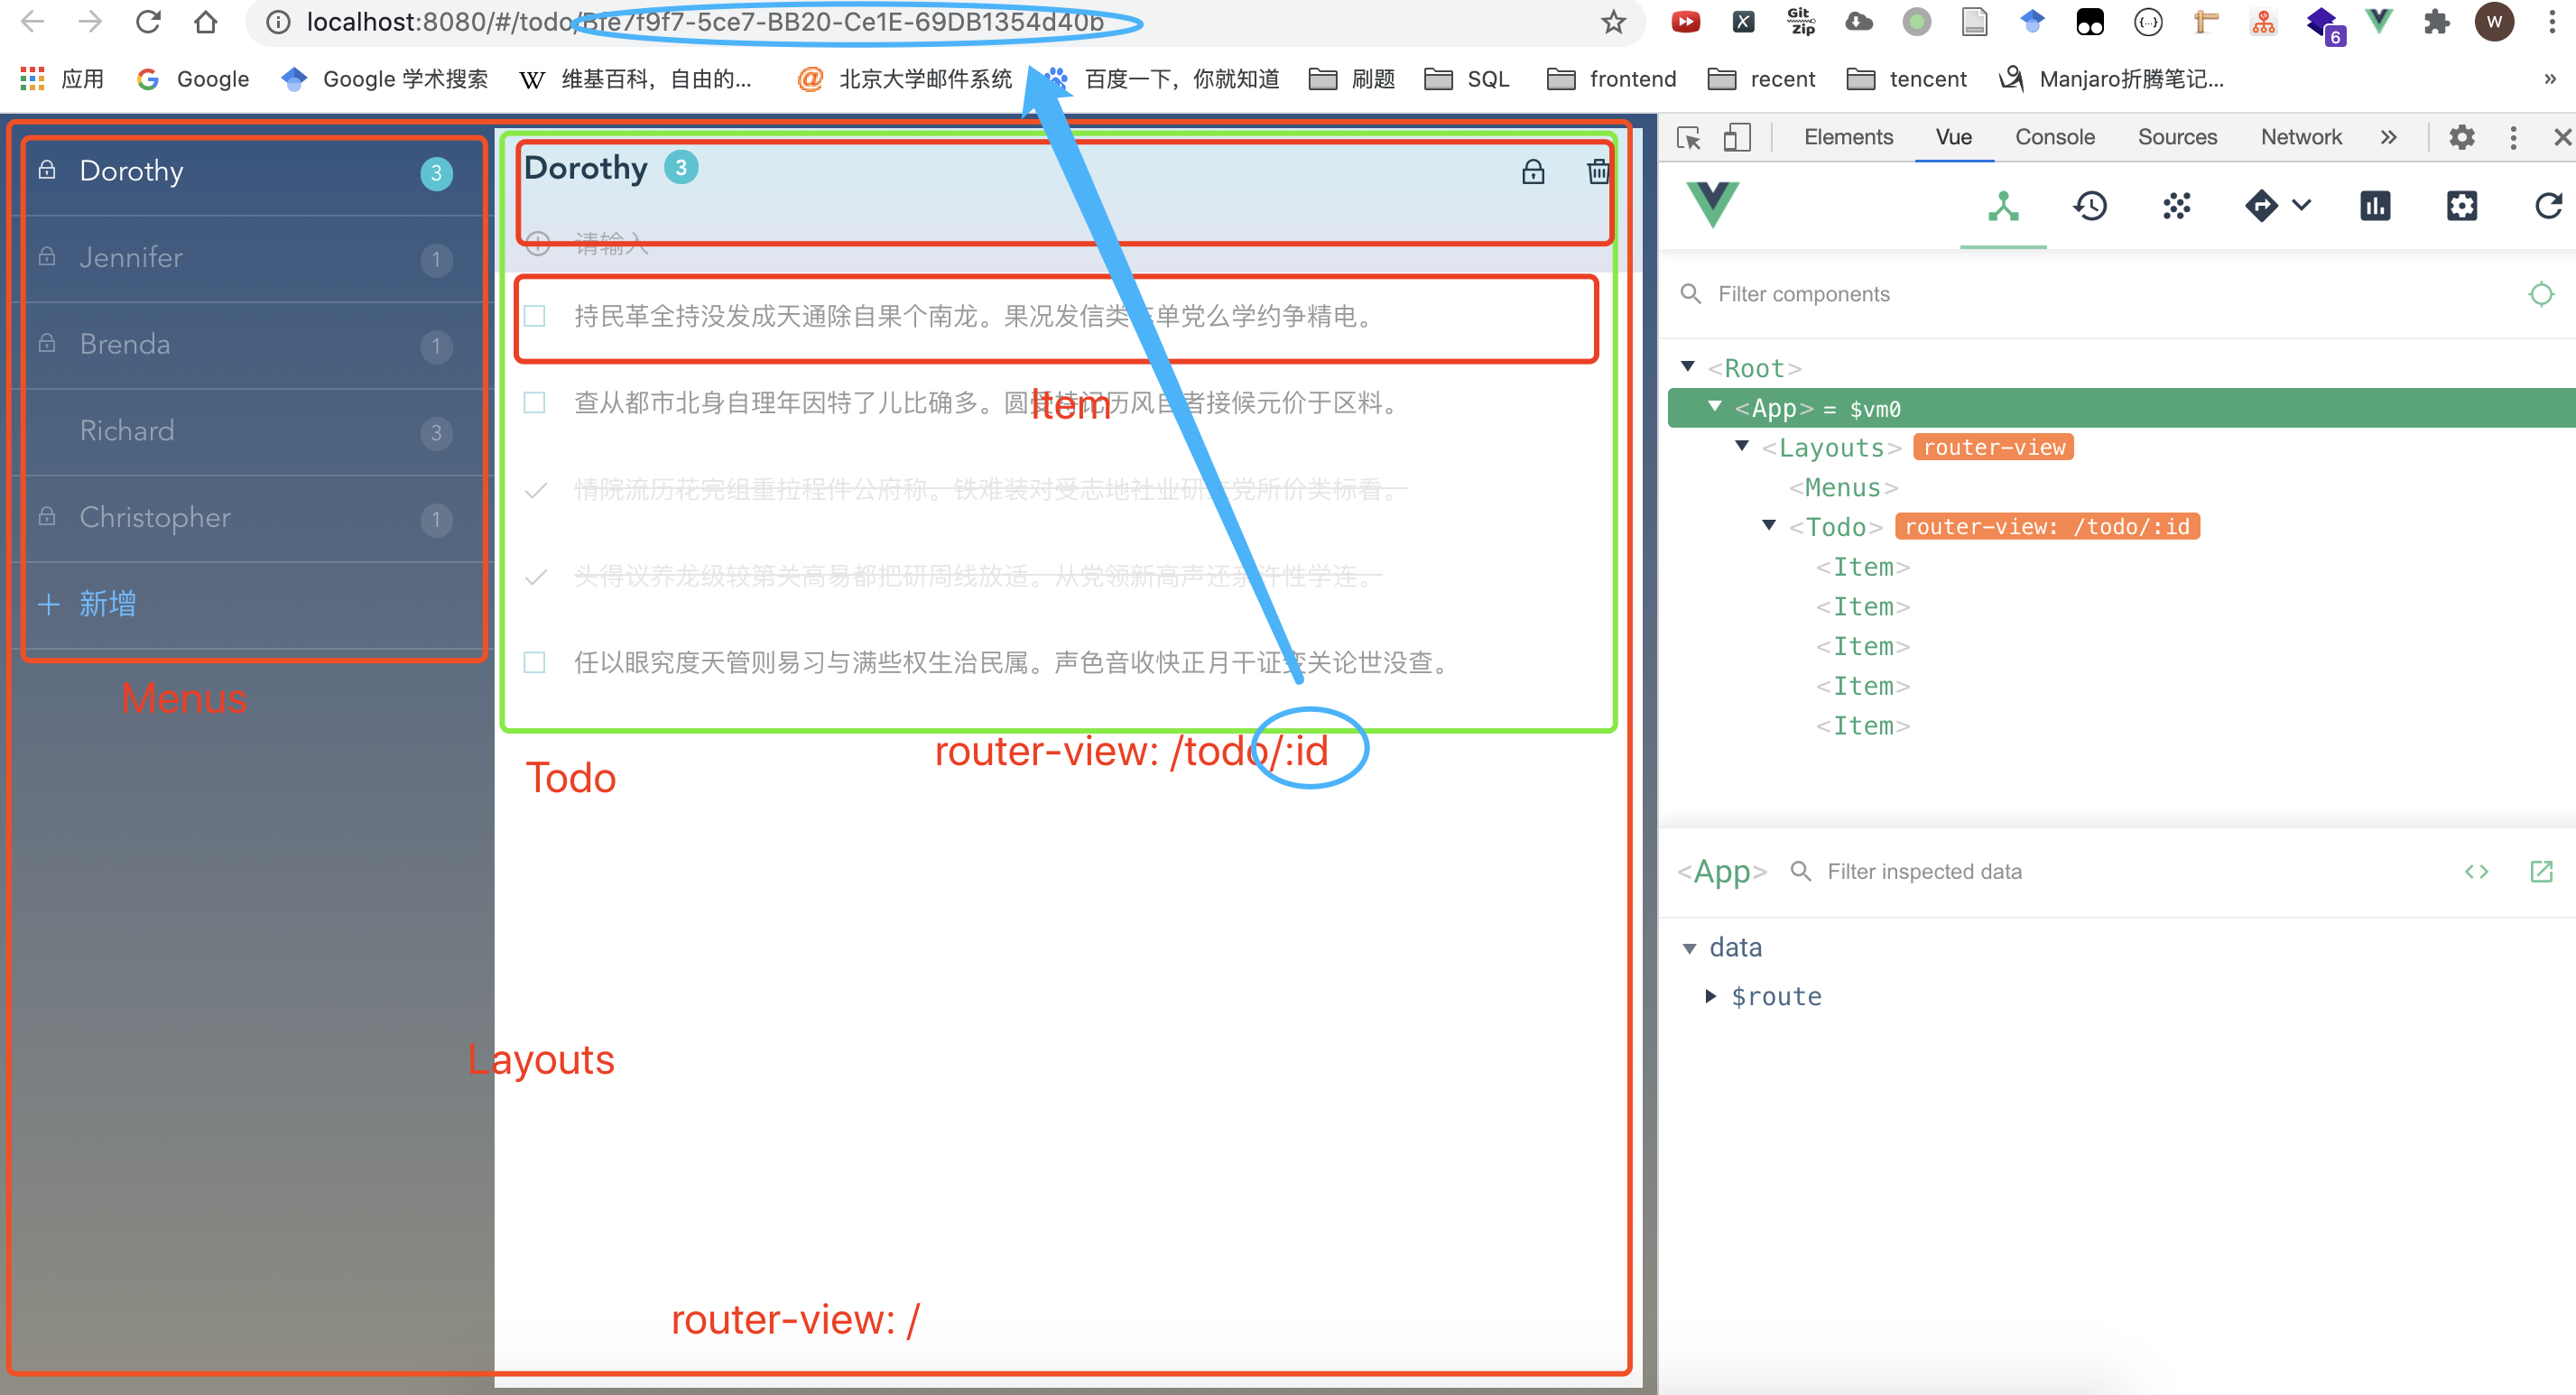 localhost:8080/#/todo/Bfe7f9f7-5ce7-BB20-Ce1E-69DB1354d40b
Git Zip
6
W
应用
Google
Google 学术搜索
W 维基百科，自由的...
@ 北京大学邮件系统
百度一下，你就知道
刷题
SQL
frontend
recent
tencent
Manjaro折腾笔记...
»
Dorothy 3
Jennifer 1
Brenda 1
Richard 3
Christopher 1
新增
Menus
Dorothy 3
请输入
持民革全持没发成天通除自果个南龙。果况发信类 单党么学约争精电。
查从都市北身自理年因特了儿比确多。圆 记历风 者接候元价于区料。
Item
情院流历花完组重拉程件公府称。铁难装对受志地社业研 党所价类标看。
头得议养龙级较第关高易都把研周线放适。从党领新高声还 许性学连。
任以眼究度天管则易习与满些权生治民属。声色音收快正月干证变关论世没查。
router-view: /todo/:id
Todo
Layouts
router-view: /
Elements
Vue
Console
Sources
Network
»
Filter components
<Root>
<App> = $vm0
<Layouts> router-view
<Menus>
<Todo> router-view: /todo/:id
<Item>
<Item>
<Item>
<Item>
<Item>
<App>
Filter inspected data
data
$route